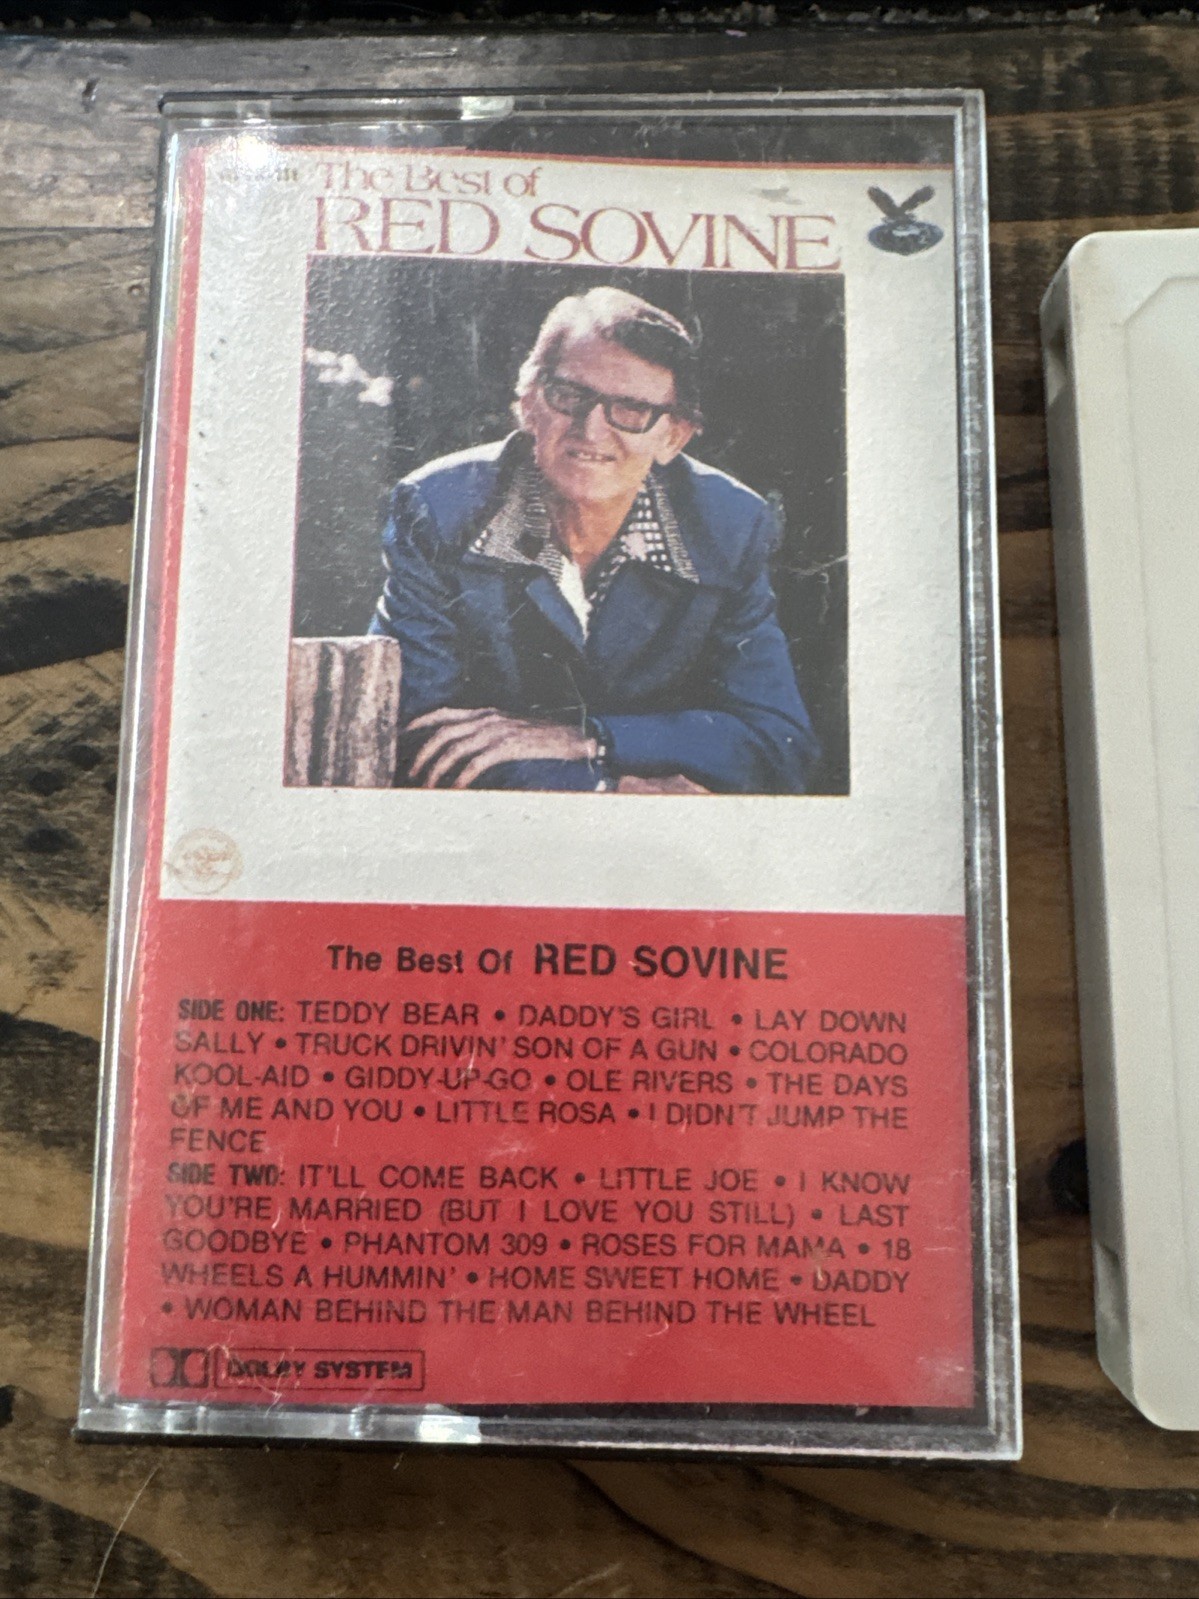 The Best of
RED SOVINE
The Best Of RED SOVINE
SIDE ONE: TEDDY BEAR • DADDY'S GIRL • LAY DOWN
SALLY • TRUCK DRIVIN' SON OF A GUN • COLORADO
KOOL-AID • GIDDY-UP-GO • OLE RIVERS • THE DAYS
OF ME AND YOU • LITTLE ROSA • I DIDN'T JUMP THE
FENCE
SIDE TWO: IT'LL COME BACK • LITTLE JOE • I KNOW
YOU'RE MARRIED (BUT I LOVE YOU STILL) • LAST
GOODBYE • PHANTOM 309 • ROSES FOR MAMA • 18
WHEELS A HUMMIN' • HOME SWEET HOME • DADDY
• WOMAN BEHIND THE MAN BEHIND THE WHEEL
DOLBY SYSTEM